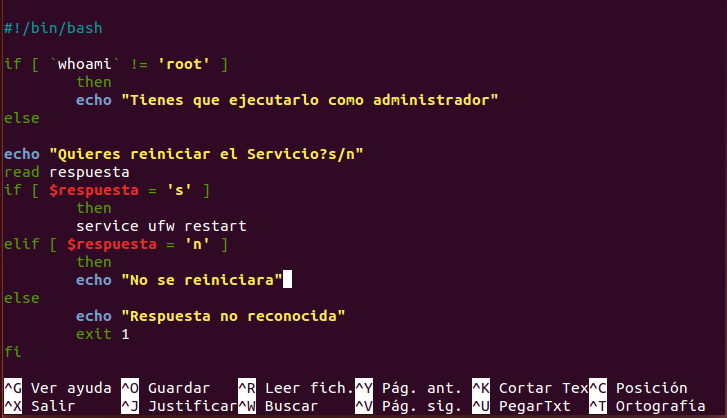 #!/bin/bash
if [ `whoami` != 'root' ]
then
echo "Tienes que ejecutarlo como administrador"
else
echo "Quieres reiniciar el Servicio?s/n"
read respuesta
if [ $respuesta = 's' ]
then
service ufw restart
elif [ $respuesta = 'n' ]
then
echo "No se reiniciara"
else
echo "Respuesta no reconocida"
exit 1
fi
^G Ver ayuda ^O Guardar ^R Leer fich. ^Y Pág. ant. ^K Cortar Tex ^C Posición
^X Salir ^J Justificar ^W Buscar ^V Pág. sig. ^U PegarTxt ^T Ortografía